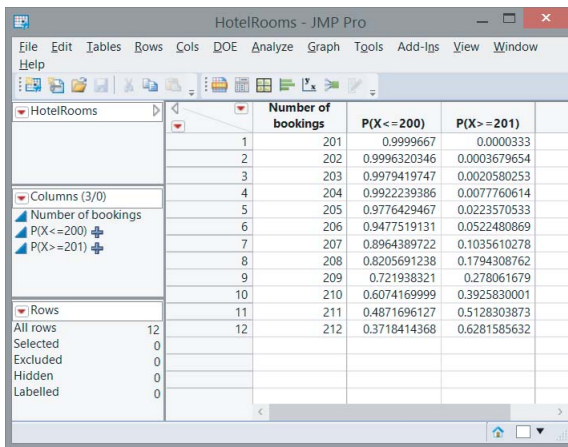 HotelRooms - JMP Pro
File Edit Tables Rows Cols DOE Analyze Graph Tools Add-Ins View Window
Help
HotelRooms
Columns (3/0)
Number of bookings
P(X<=200)
P(X>=201)
Rows
All rows 12
Selected 0
Excluded 0
Hidden 0
Labelled 0
Number of
bookings P(X<=200) P(X>=201)
1 201 0.9999667 0.0000333
2 202 0.9996320346 0.0003679654
3 203 0.9979419747 0.0020580253
4 204 0.9922239386 0.0077760614
5 205 0.9776429467 0.0223570533
6 206 0.9477519131 0.0522480869
7 207 0.8964389722 0.1035610278
8 208 0.8205691238 0.1794308762
9 209 0.721938321 0.278061679
10 210 0.6074169999 0.3925830001
11 211 0.4871696127 0.5128303873
12 212 0.3718414368 0.6281585632